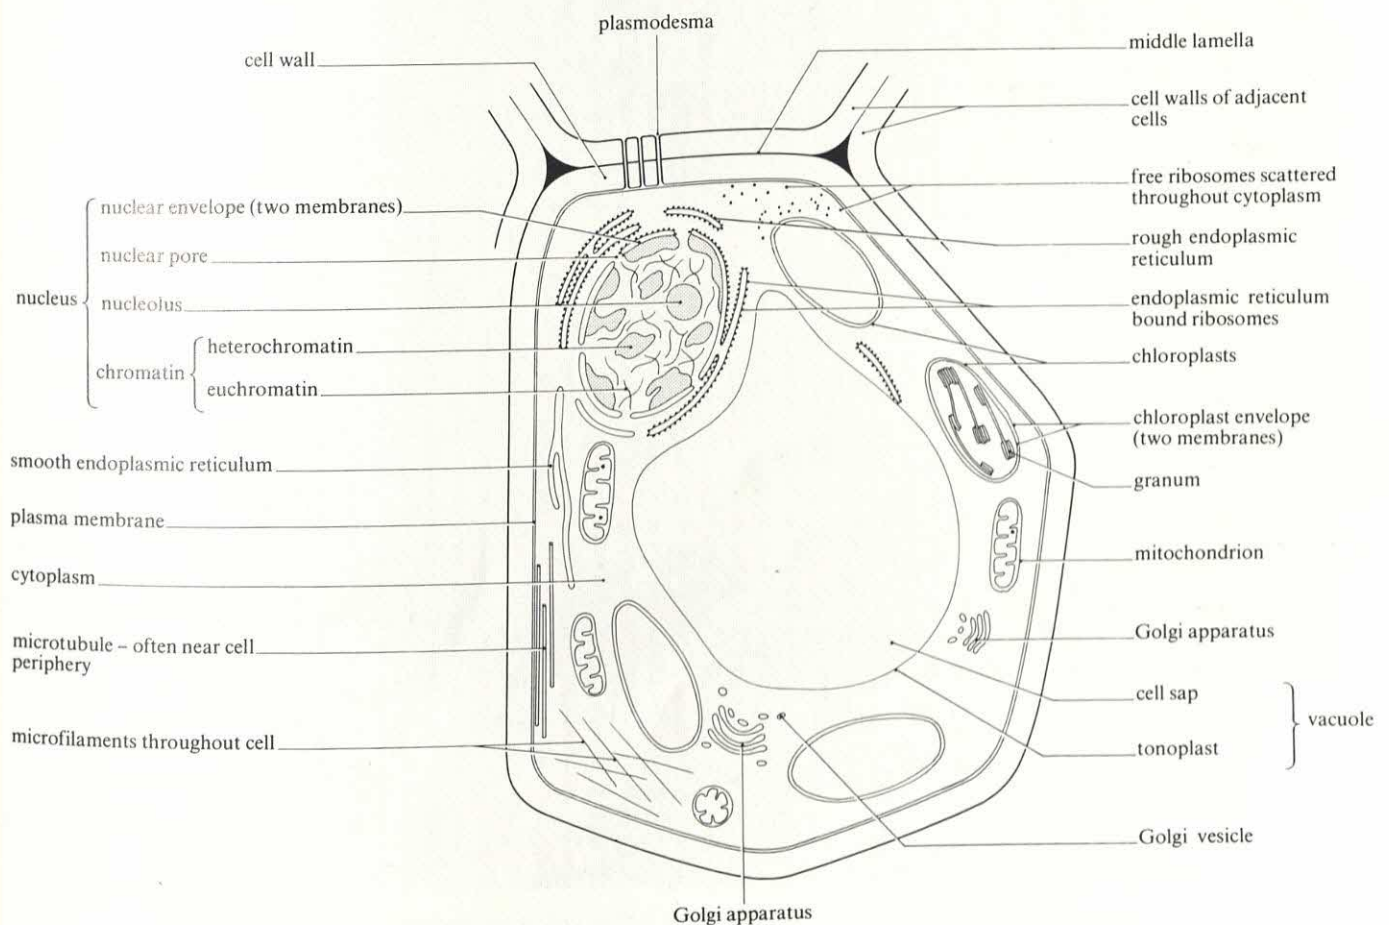 plasmodesma
cell wall
middle lamella
cell walls of adjacent
cells
free ribosomes scattered
throughout cytoplasm
nuclear envelope (two membranes)
rough endoplasmic
reticulum
nuclear pore
nucleus
nucleolus
endoplasmic reticulum
bound ribosomes
heterochromatin
chloroplasts
chromatin
euchromatin
chloroplast envelope
(two membranes)
smooth endoplasmic reticulum
granum
plasma membrane
mitochondrion
cytoplasm
Golgi apparatus
microtubule – often near cell
periphery
cell sap
vacuole
microfilaments throughout cell
tonoplast
Golgi vesicle
Golgi apparatus